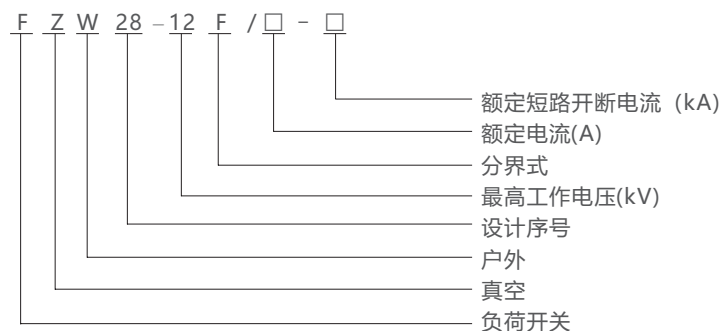 F Z W 28 – 12 F / □ - □
额定短路开断电流 (kA)
额定电流(A)
分界式
最高工作电压(kV)
设计序号
户外
真空
负荷开关